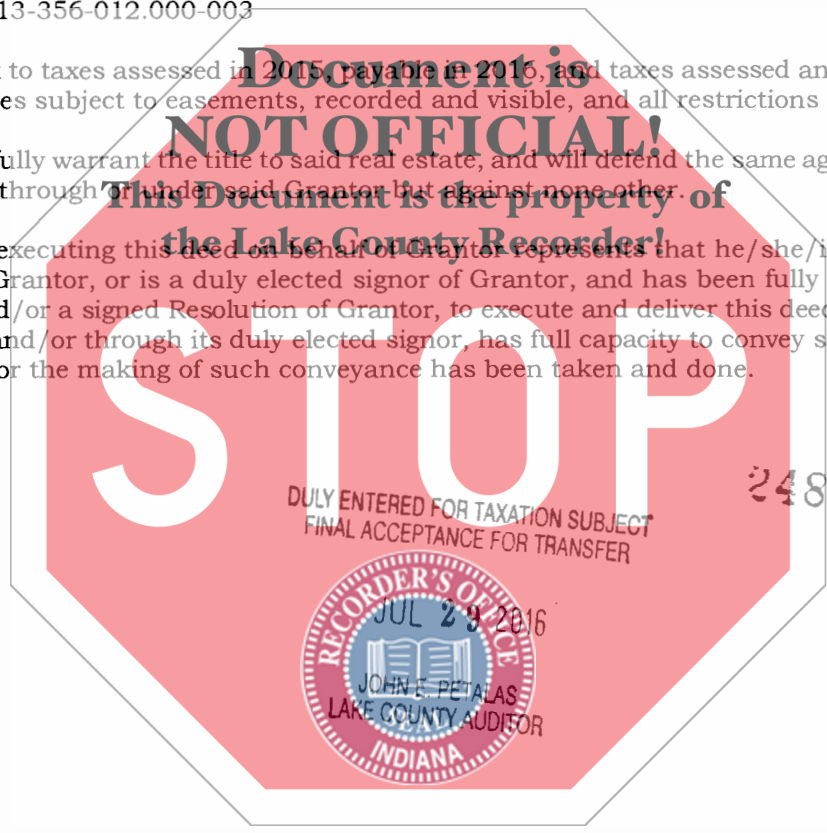 13-356-012.000-003
Document is
to taxes assessed in 2015, payable in 2016, and taxes assessed an
es subject to easements, recorded and visible, and all restrictions
NOT OFFICIAL!
ully warrant the title to said real estate, and will defend the same ag
through or under said Grantor but against none other.
This Document is the property of
the Lake County Recorder!
executing this deed on behalf of Grantor represents that he/she/i
Grantor, or is a duly elected signor of Grantor, and has been fully
d/or a signed Resolution of Grantor, to execute and deliver this deed
and/or through its duly elected signor, has full capacity to convey s
or the making of such conveyance has been taken and done.
STOP
248
DULY ENTERED FOR TAXATION SUBJECT
FINAL ACCEPTANCE FOR TRANSFER
RECORDER'S OFFICE
JUL 29 2016
JOHN E. PETALAS
LAKE COUNTY AUDITOR
SEAL
INDIANA